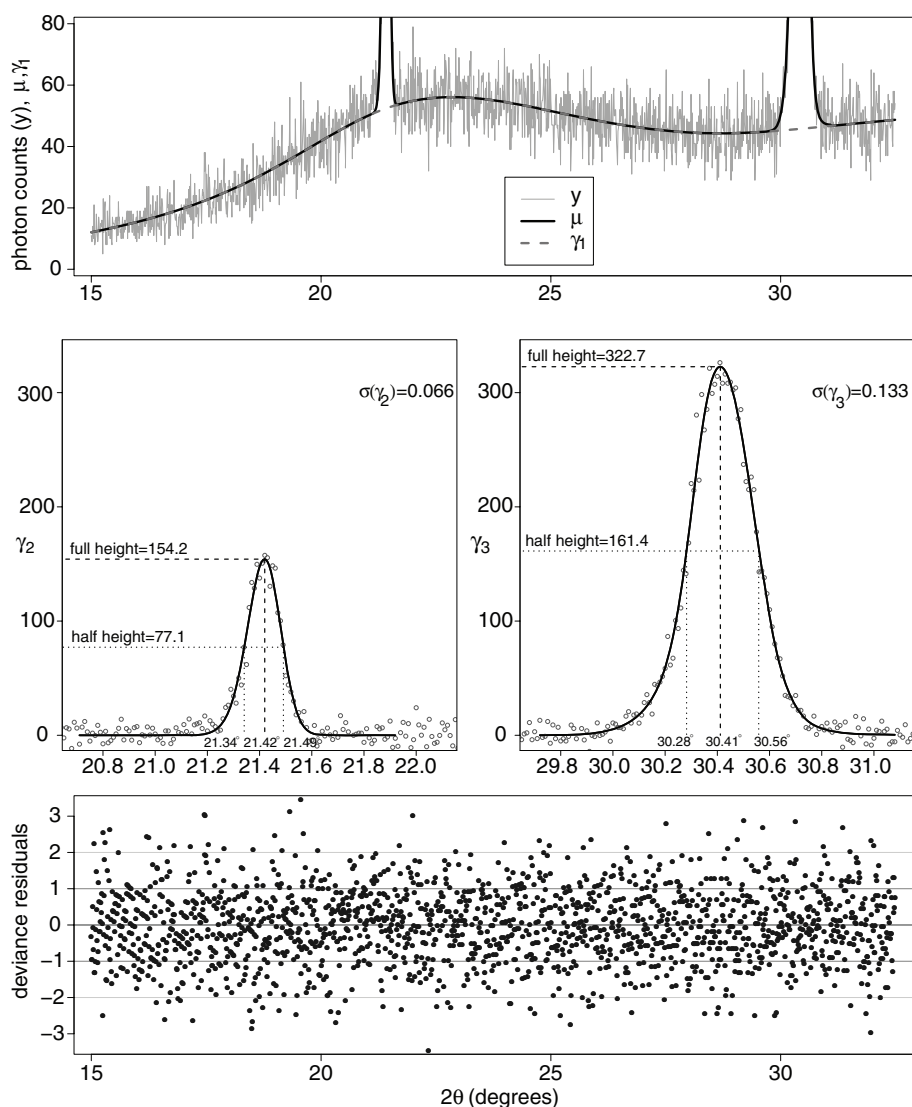 photon counts (y), μ,γ1
80
60
40
20
0
y
μ
γ1
15 20 25 30
γ2
300
200
100
0
full height=154.2
half height=77.1
σ(γ2)=0.066
21.34° 21.42° 21.49°
20.8 21.0 21.2 21.4 21.6 21.8 22.0
γ3
300
200
100
0
full height=322.7
half height=161.4
σ(γ3)=0.133
30.28° 30.41° 30.56°
29.8 30.0 30.2 30.4 30.6 30.8 31.0
deviance residuals
3
2
1
0
−1
−2
−3
15 20 25 30
2θ (degrees)